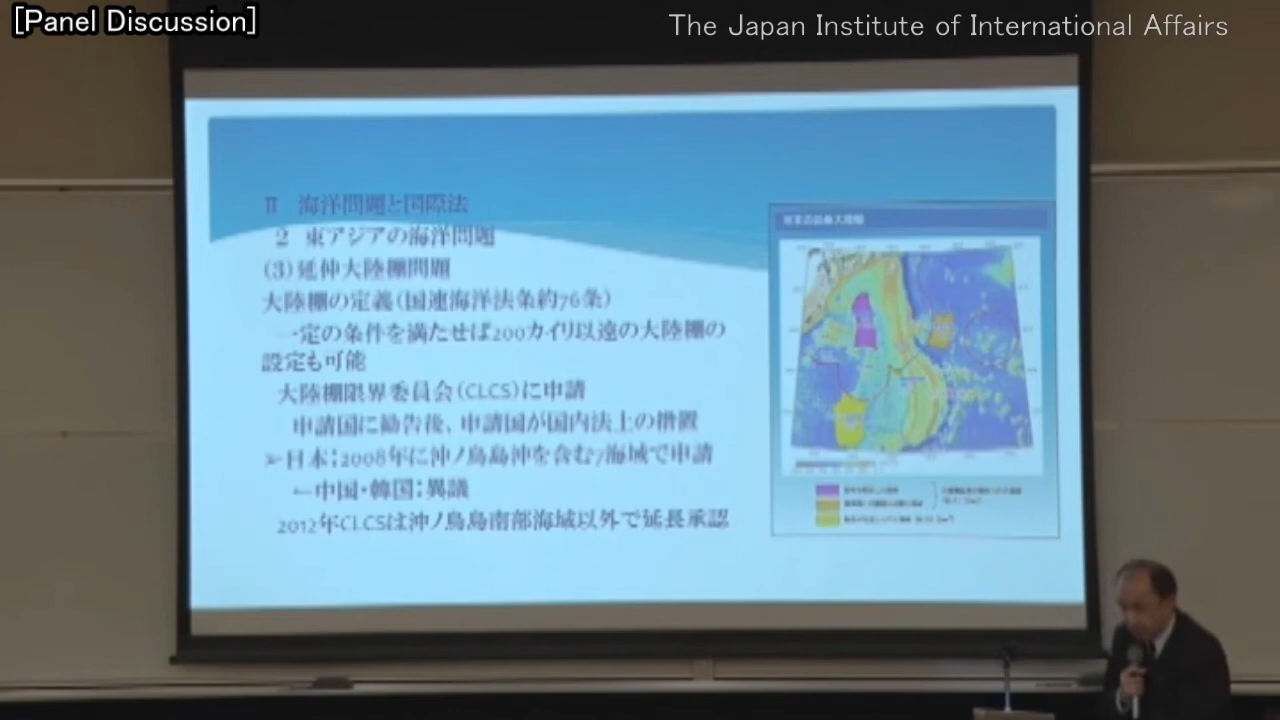 [Panel Discussion]
The Japan Institute of International Affairs
Ⅱ 海洋問題と国際法
2 東アジアの海洋問題
(3)延伸大陸棚問題
大陸棚の定義(国連海洋法条約76条)
一定の条件を満たせば200カイリ以遠の大陸棚の
設定も可能
大陸棚限界委員会(CLCS)に申請
申請国に勧告後、申請国が国内法上の措置
➢日本:2008年に沖ノ鳥島沖を含む7海域で申請
←中国・韓国:異議
2012年CLCSは沖ノ鳥島南部海域以外で延長承認